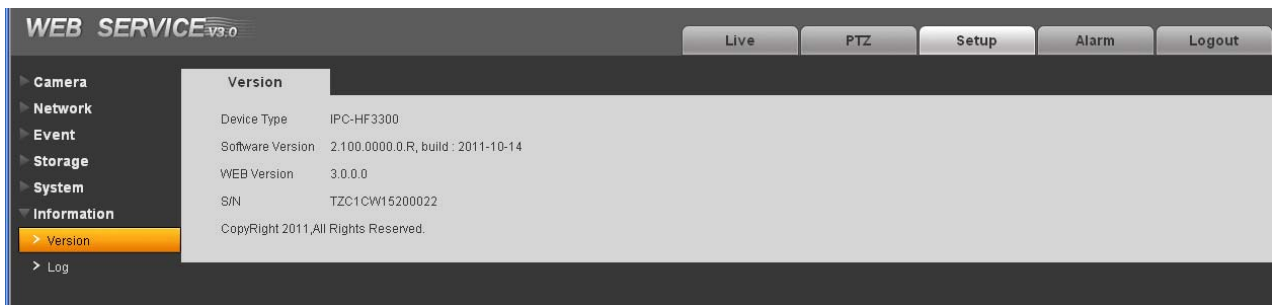 WEB SERVICE V3.0
Live PTZ Setup Alarm Logout
Camera
Network
Event
Storage
System
Information
> Version
> Log
Version
Device Type IPC-HF3300
Software Version 2.100.0000.0.R, build : 2011-10-14
WEB Version 3.0.0.0
S/N TZC1CW15200022
CopyRight 2011,All Rights Reserved.